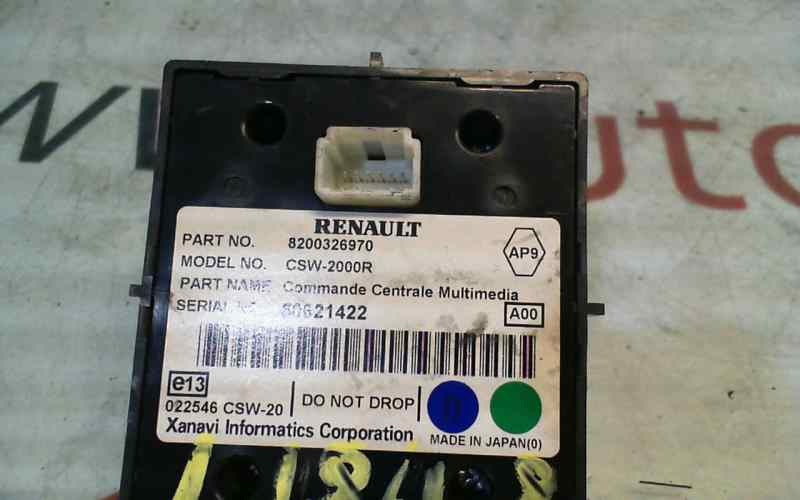 RENAULT
PART NO. 8200326970
MODEL NO. CSW-2000R
AP9
PART NAME Commande Centrale Multimedia
SERIAL
A00
e13
022546 CSW-20
DO NOT DROP
Xanavi Informatics Corporation
MADE IN JAPAN(0)